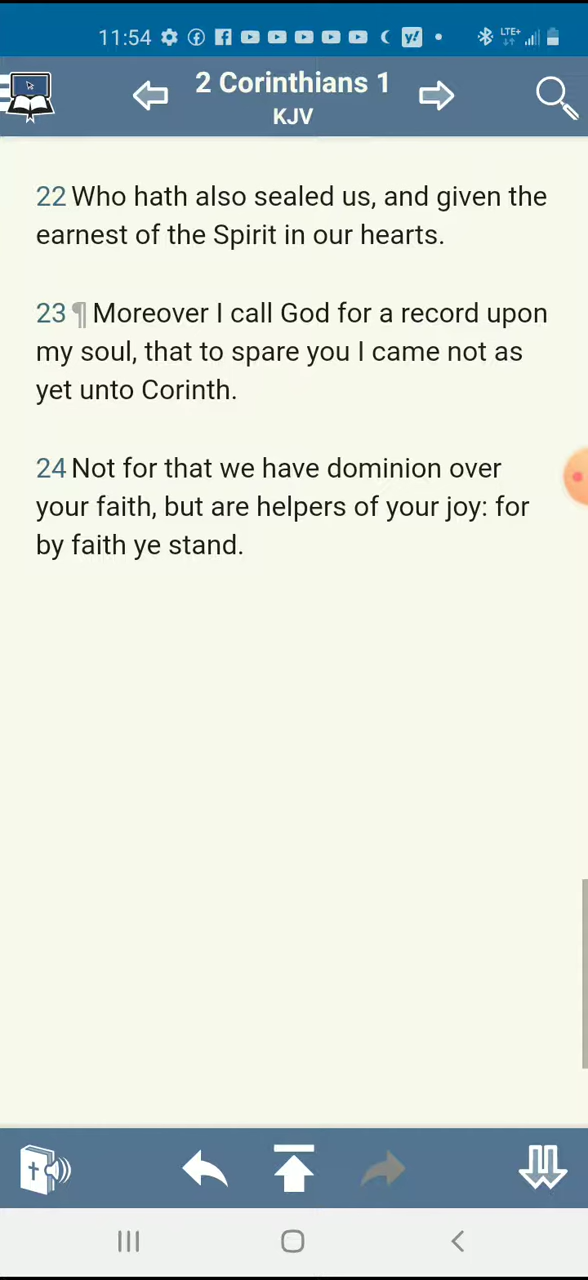 11:54
LTE+
2 Corinthians 1
KJV
22 Who hath also sealed us, and given the
earnest of the Spirit in our hearts.
23 ¶ Moreover I call God for a record upon
my soul, that to spare you I came not as
yet unto Corinth.
24 Not for that we have dominion over
your faith, but are helpers of your joy: for
by faith ye stand.